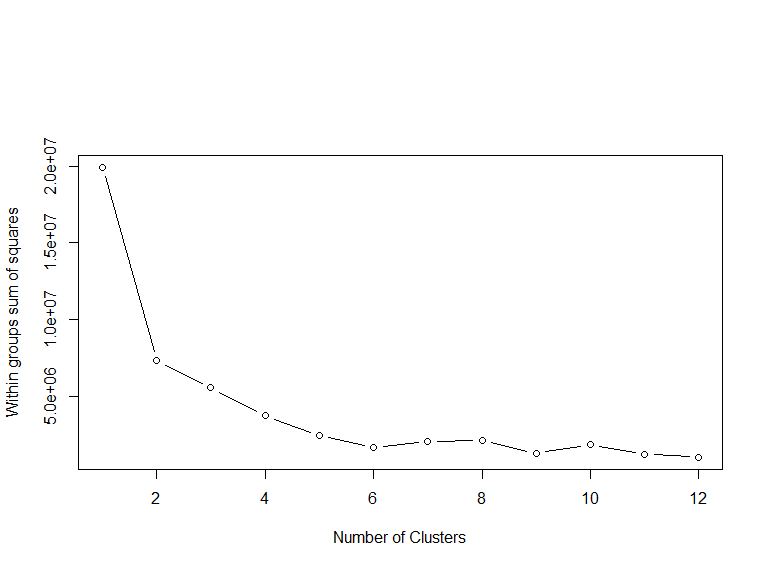 Within groups sum of squares
2.0e+07
1.5e+07
1.0e+07
5.0e+06
2 4 6 8 10 12
Number of Clusters